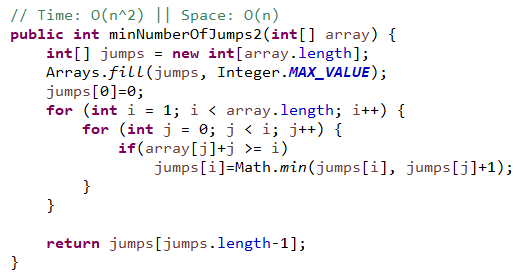 // Time: O(n^2) || Space: O(n)
public int minNumberOfJumps2(int[] array) {
    int[] jumps = new int[array.length];
    Arrays.fill(jumps, Integer.MAX_VALUE);
    jumps[0]=0;
    for (int i = 1; i < array.length; i++) {
        for (int j = 0; j < i; j++) {
            if(array[j]+j >= i)
                jumps[i]=Math.min(jumps[i], jumps[j]+1);
        }
    }

    return jumps[jumps.length-1];
}